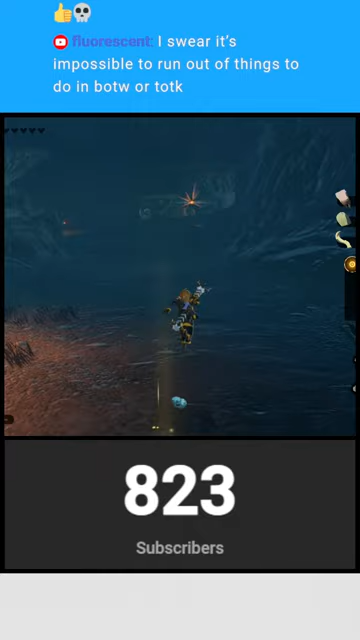 fluorescent: I swear it's
impossible to run out of things to
do in botw or totk
823
Subscribers